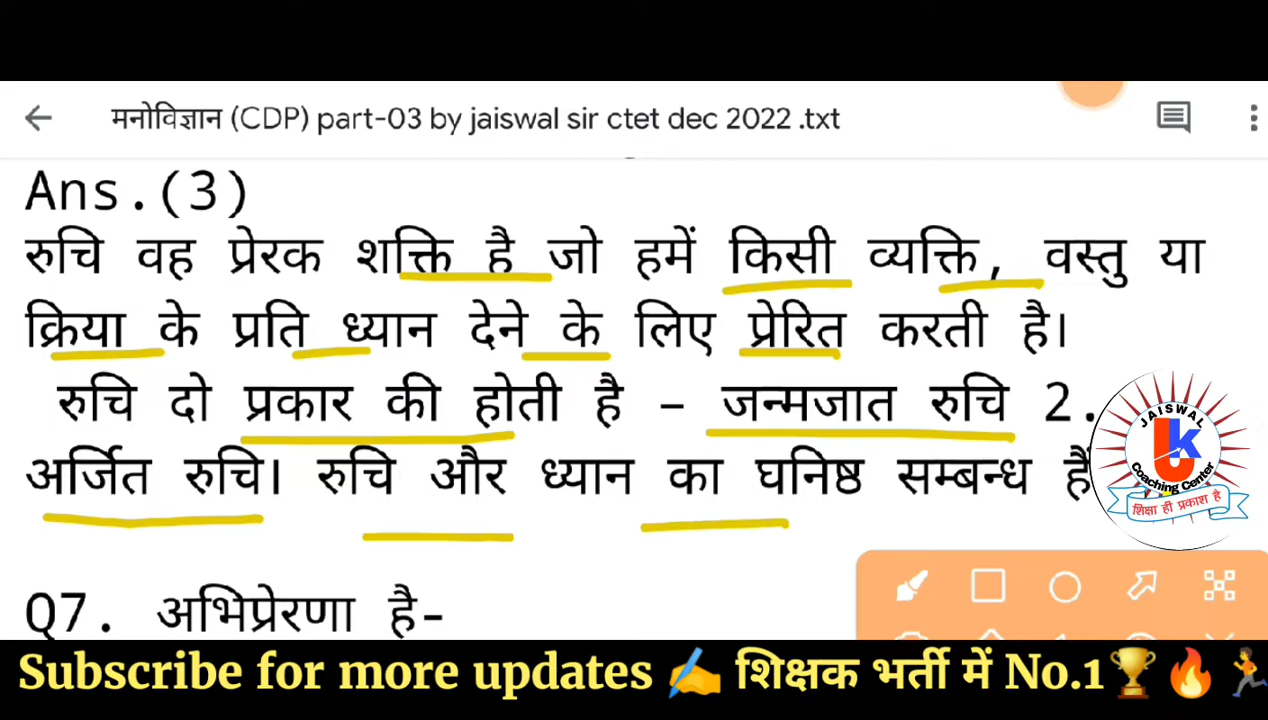 मनोविज्ञान (CDP) part-03 by jaiswal sir ctet dec 2022 .txt
Ans.(3)
रुचि वह प्रेरक शक्ति है जो हमें किसी व्यक्ति, वस्तु या
क्रिया के प्रति ध्यान देने के लिए प्रेरित करती है।
रुचि दो प्रकार की होती है – जन्मजात रुचि 2.
अर्जित रुचि। रुचि और ध्यान का घनिष्ठ सम्बन्ध है
JAISWAL
UK
Coaching Center
शिक्षा ही प्रकाश है
Q7. अभिप्रेरणा है-
Subscribe for more updates ✍️ शिक्षक भर्ती में No.1🏆🔥🏃